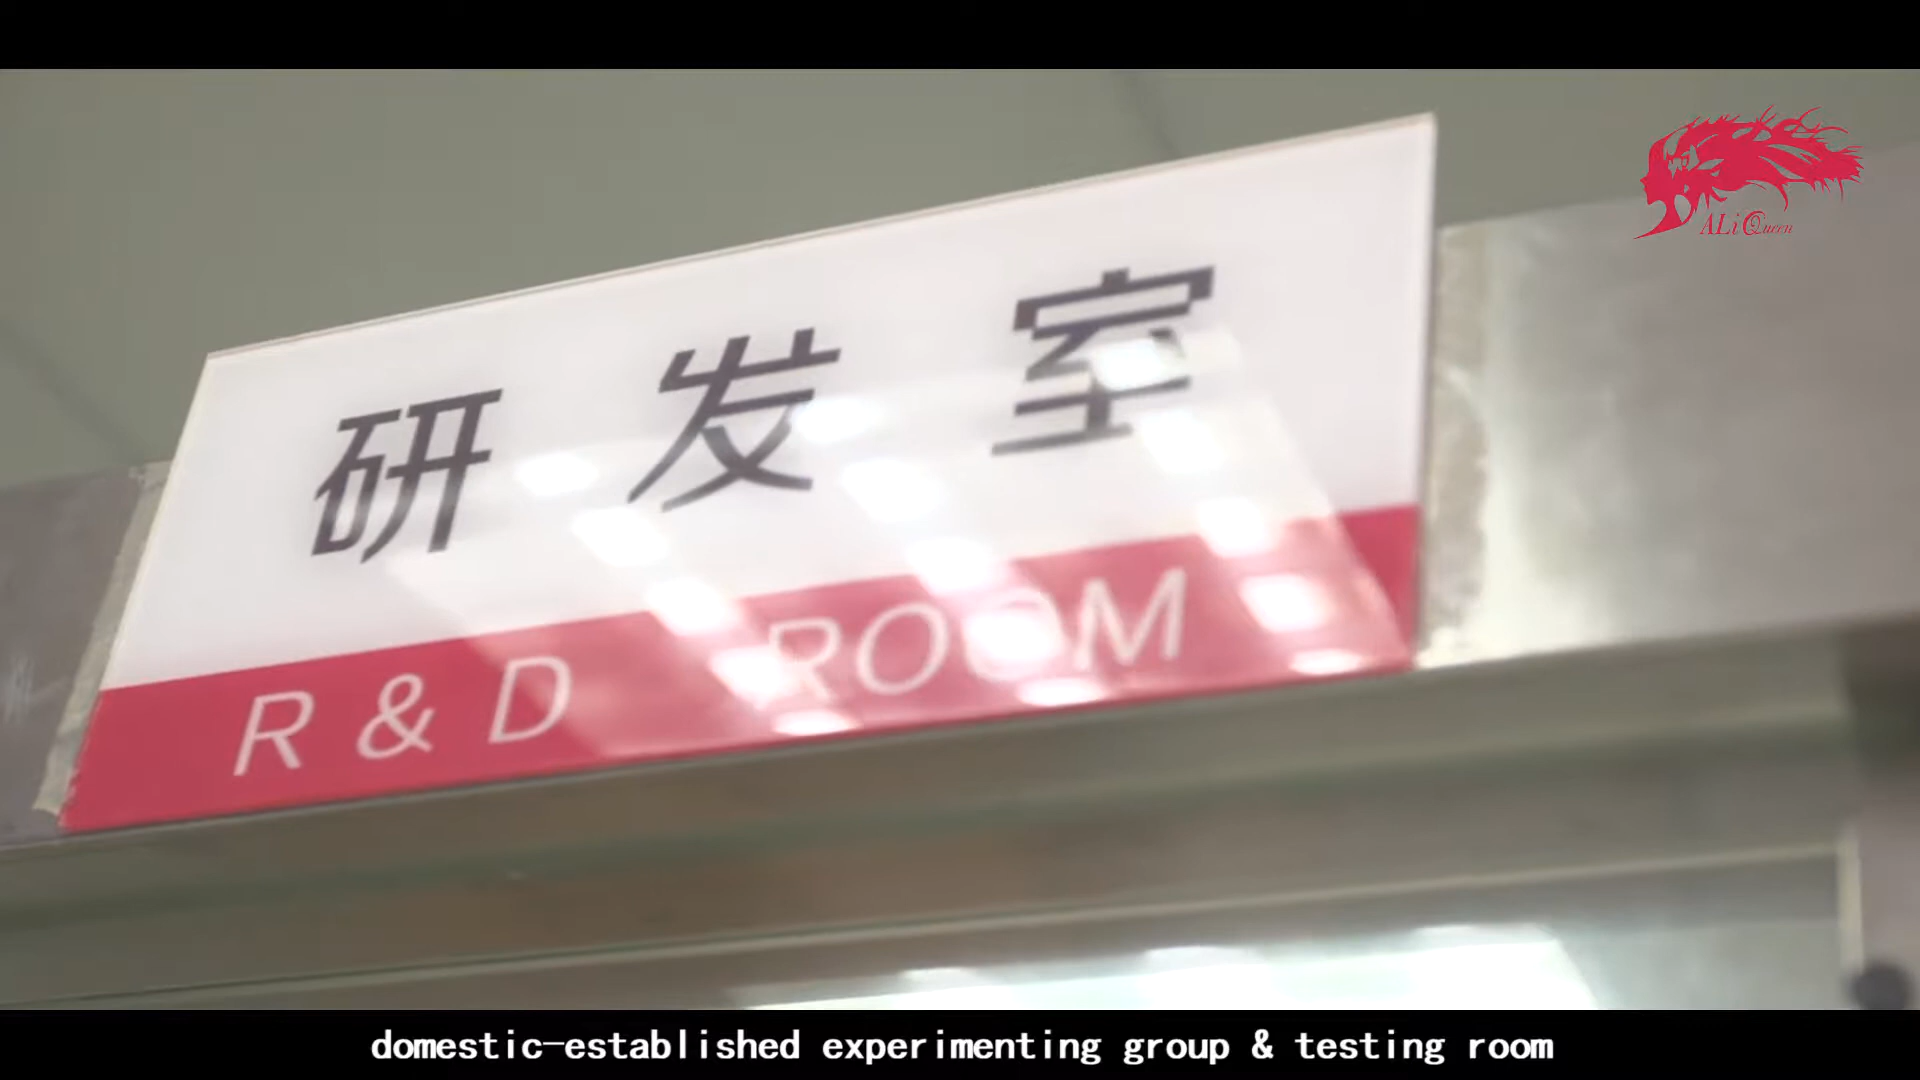 ALi Queen
研发室
R & D ROOM
domestic-established experimenting group & testing room